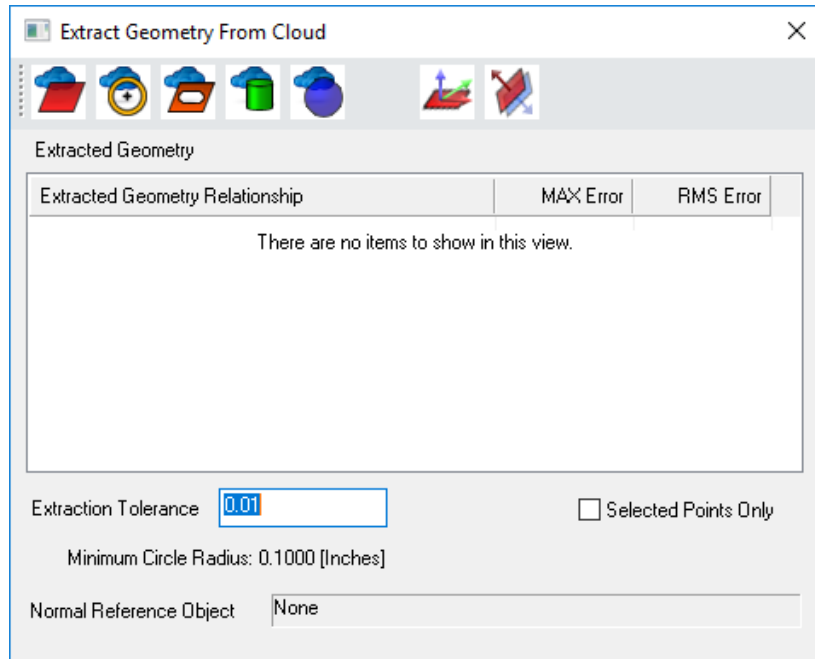 Extract Geometry From Cloud
Extracted Geometry
Extracted Geometry Relationship MAX Error RMS Error
There are no items to show in this view.
Extraction Tolerance 0.01 Selected Points Only
Minimum Circle Radius: 0.1000 [Inches]
Normal Reference Object None